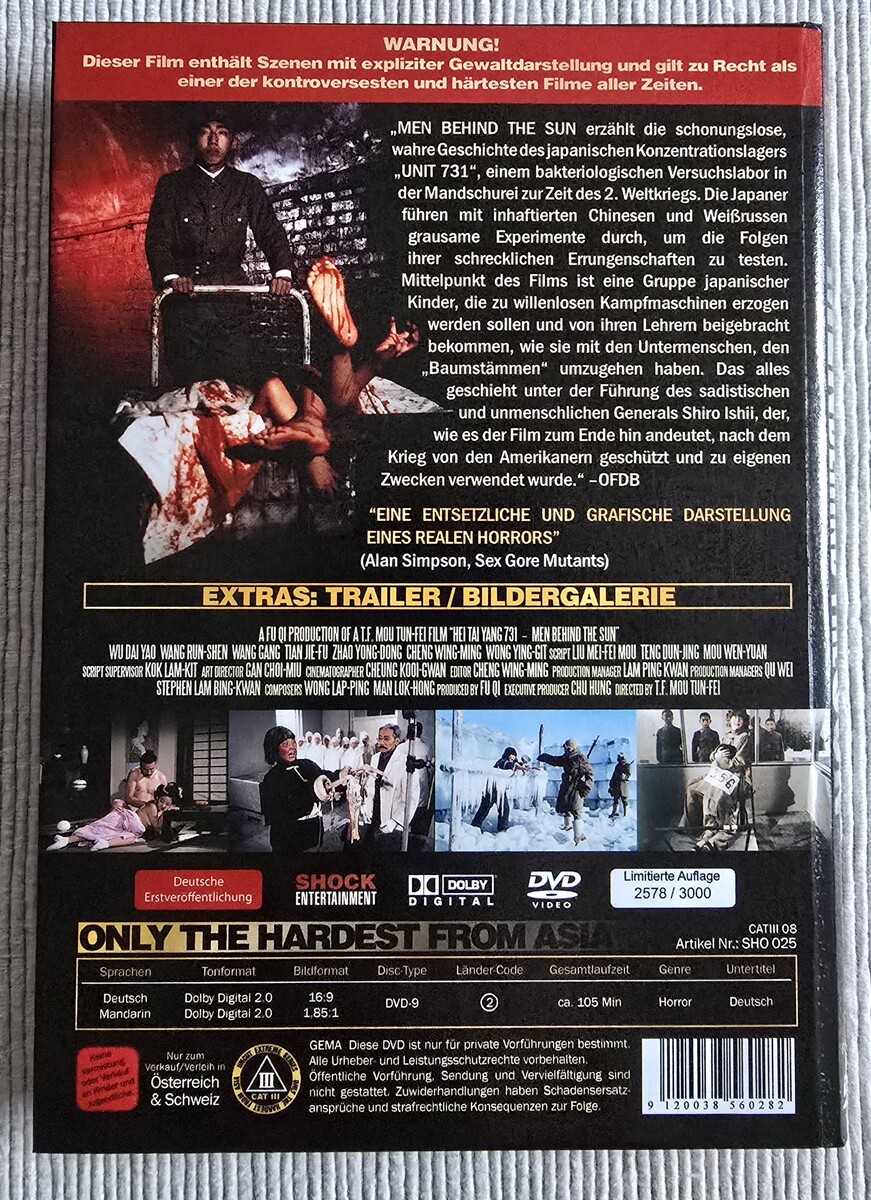 WARNUNG!
Dieser Film enthält Szenen mit expliziter Gewaltdarstellung und gilt zu Recht als
einer der kontroversesten und härtesten Filme aller Zeiten.
„MEN BEHIND THE SUN erzählt die schonungslose,
wahre Geschichte des japanischen Konzentrationslagers
„UNIT 731“, einem bakteriologischen Versuchslabor in
der Mandschurei zur Zeit des 2. Weltkriegs. Die Japaner
führen mit inhaftierten Chinesen und Weißrussen
grausame Experimente durch, um die Folgen
ihrer schrecklichen Errungenschaften zu testen.
Mittelpunkt des Films ist eine Gruppe japanischer
Kinder, die zu willenlosen Kampfmaschinen erzogen
werden sollen und von ihren Lehrern beigebracht
bekommen, wie sie mit den Untermenschen, den
„Baumstämmen“ umzugehen haben. Das alles
geschieht unter der Führung des sadistischen
und unmenschlichen Generals Shiro Ishii, der,
wie es der Film zum Ende hin andeutet, nach dem
Krieg von den Amerikanern geschützt und zu eigenen
Zwecken verwendet wurde.“ –OFDB
“EINE ENTSETZLICHE UND GRAFISCHE DARSTELLUNG
EINES REALEN HORRORS”
(Alan Simpson, Sex Gore Mutants)
EXTRAS: TRAILER / BILDERGALERIE
A FU QI PRODUCTION OF A T.F. MOU TUN-FEI FILM "HEI TAI YANG 731 - MEN BEHIND THE SUN"
WU DAI YAO WANG RUN-SHEN WANG GANG TIAN JIE-FU ZHAO YONG-DONG CHENG WING-MING WONG YING-GIT SCRIPT LIU MEI-FEI MOU TENG DUN-JING MOU WEN-YUAN
SCRIPT SUPERVISOR KOK LAM-KIT ART DIRECTOR GAN CHOI-MIU CINEMATOGRAPHER CHEUNG KOOI-GWAN EDITOR CHENG WING-MING PRODUCTION MANAGER LAM PING KWAN PRODUCTION MANAGERS QU WEI
STEPHEN LAM BING-KWAN COMPOSERS WONG LAP-PING MAN LOK-HONG PRODUCED BY FU QI EXECUTIVE PRODUCER CHU HUNG DIRECTED BY T.F. MOU TUN-FEI
Deutsche
Erstveröffentlichung
SHOCK
ENTERTAINMENT
DOLBY
DIGITAL
DVD
VIDEO
Limitierte Auflage
2578 / 3000
ONLY THE HARDEST FROM ASIA
CATIII 08
Artikel Nr.: SHO 025
Sprachen Tonformat Bildformat Disc-Type Länder-Code Gesamtlaufzeit Genre Untertitel
Deutsch Dolby Digital 2.0 16:9 DVD-9 2 ca. 105 Min Horror Deutsch
Mandarin Dolby Digital 2.0 1.85:1
Keine
Vermietung
oder Verkauf
an Kinder und
Jugendliche.
Nur zum
Verkauf/Verleih in
Österreich
& Schweiz
III
CAT III
GEMA Diese DVD ist nur für private Vorführungen bestimmt.
Alle Urheber- und Leistungsschutzrechte vorbehalten.
Öffentliche Vorführung, Sendung und Vervielfältigung sind
nicht gestattet. Zuwiderhandlungen haben Schadensersatz-
ansprüche und strafrechtliche Konsequenzen zur Folge.
9 120038 560282